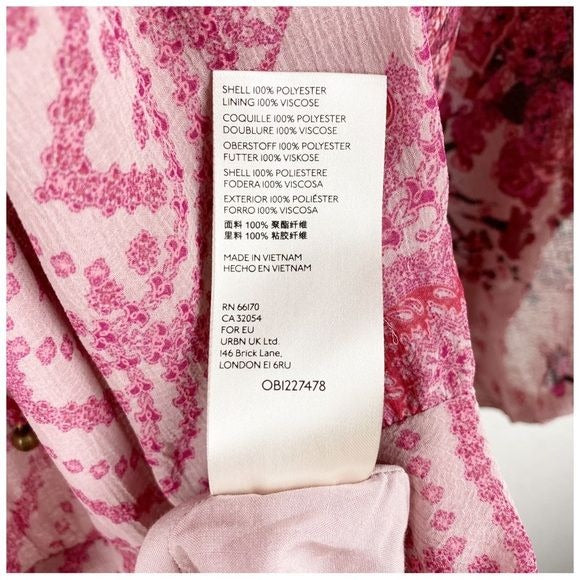 SHELL 100% POLYESTER
LINING 100% VISCOSE
COQUILLE 100% POLYESTER
DOUBLURE 100% VISCOSE
OBERSTOFF 100% POLYESTER
FUTTER 100% VISKOSE
SHELL 100% POLIESTERE
FODERA 100% VISCOSA
EXTERIOR 100% POLIÉSTER
FORRO 100% VISCOSA
面料 100% 聚酯纤维
里料 100% 粘胶纤维
MADE IN VIETNAM
HECHO EN VIETNAM
RN 66170
CA 32054
FOR EU
URBN UK Ltd.
146 Brick Lane,
LONDON E1 6RU
OB1227478